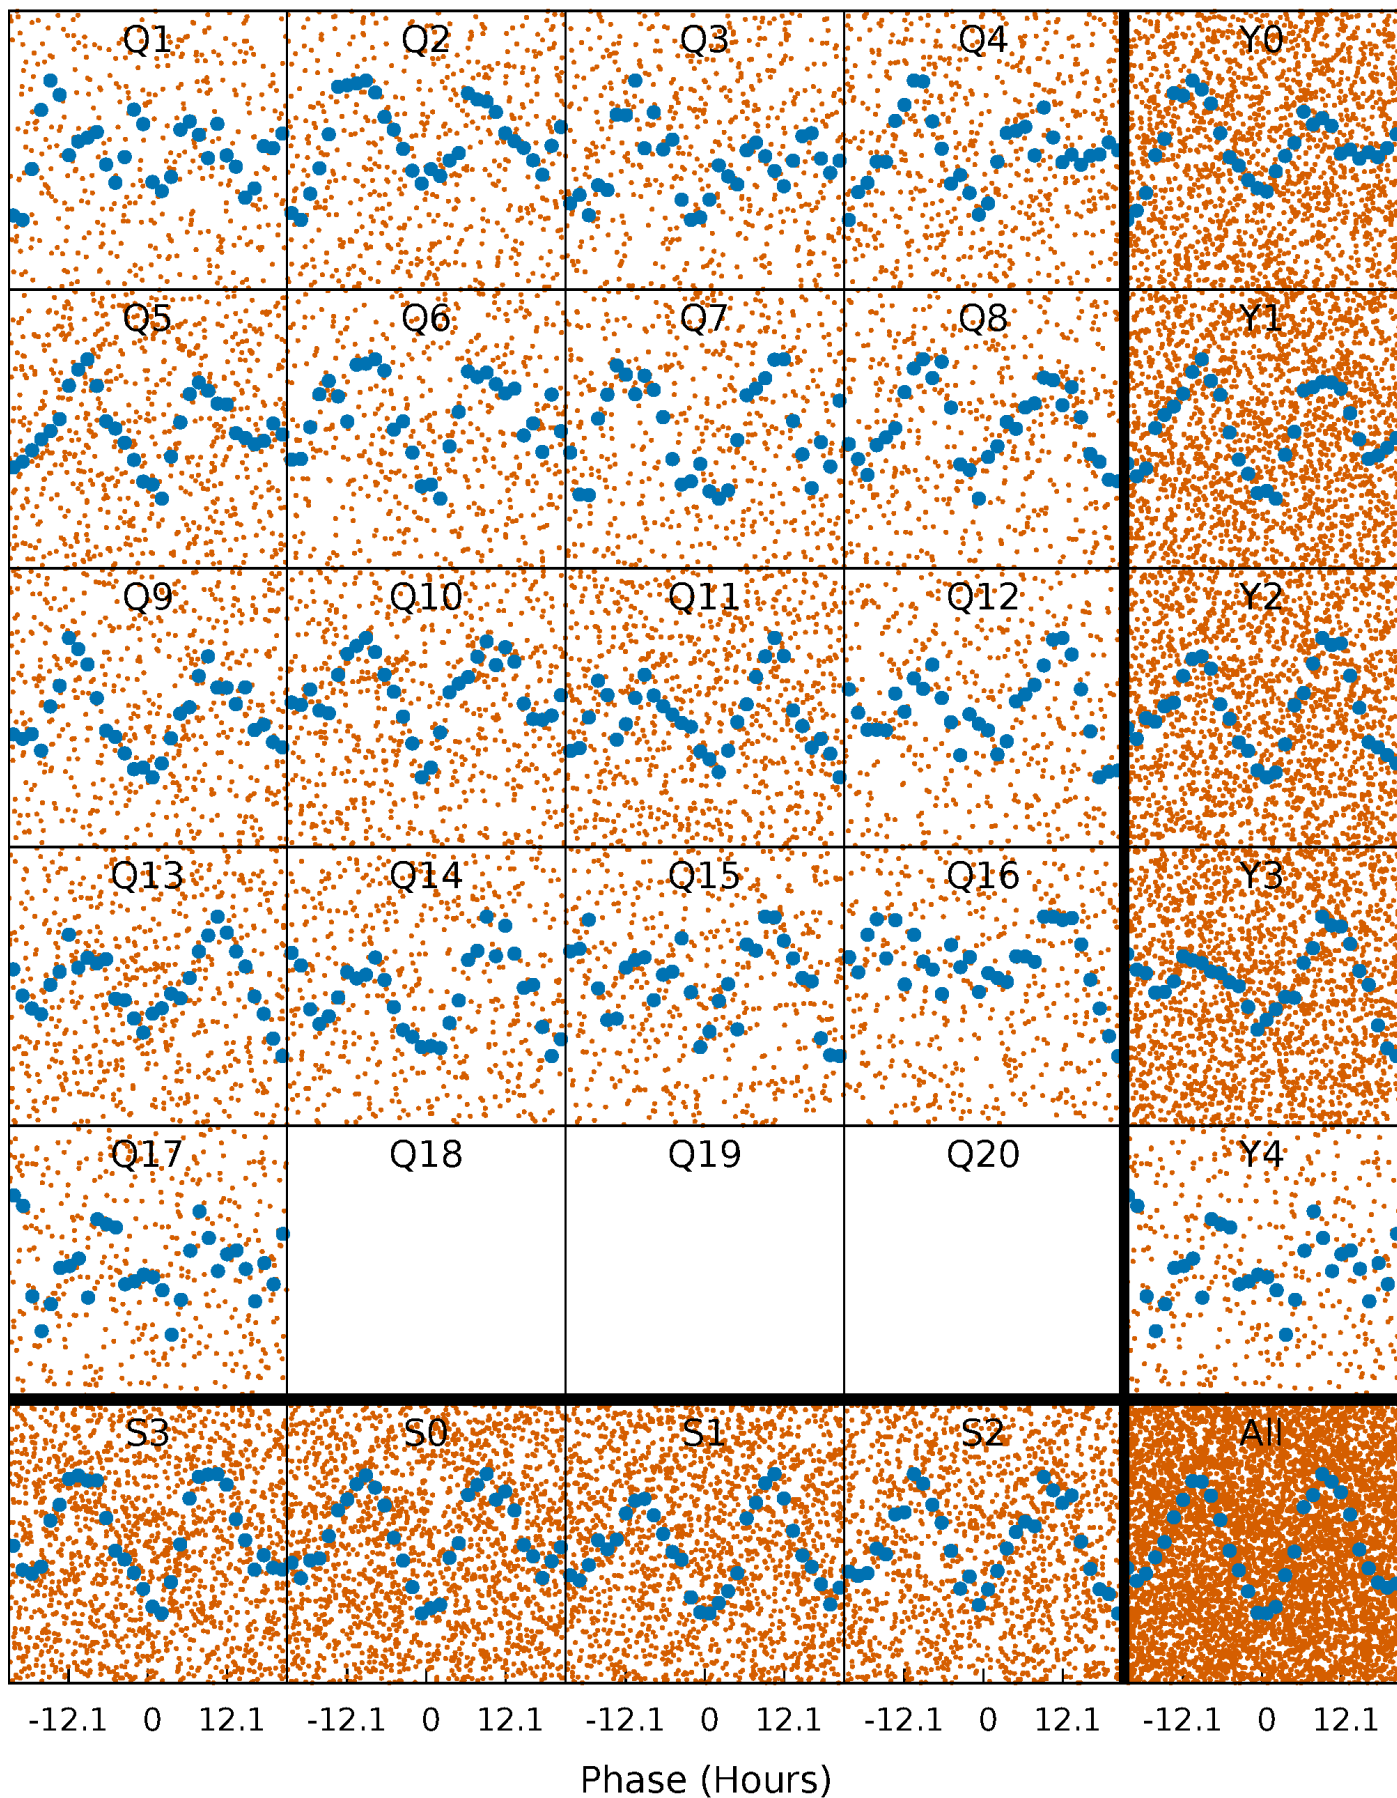 Q1 Q2 Q3 Q4 Y0
Q5 Q6 Q7 Q8 Y1
Q9 Q10 Q11 Q12 Y2
Q13 Q14 Q15 Q16 Y3
Q17 Q18 Q19 Q20 Y4
S3 S0 S1 S2 All
-12.1 0 12.1 -12.1 0 12.1 -12.1 0 12.1 -12.1 0 12.1 -12.1 0 12.1
Phase (Hours)